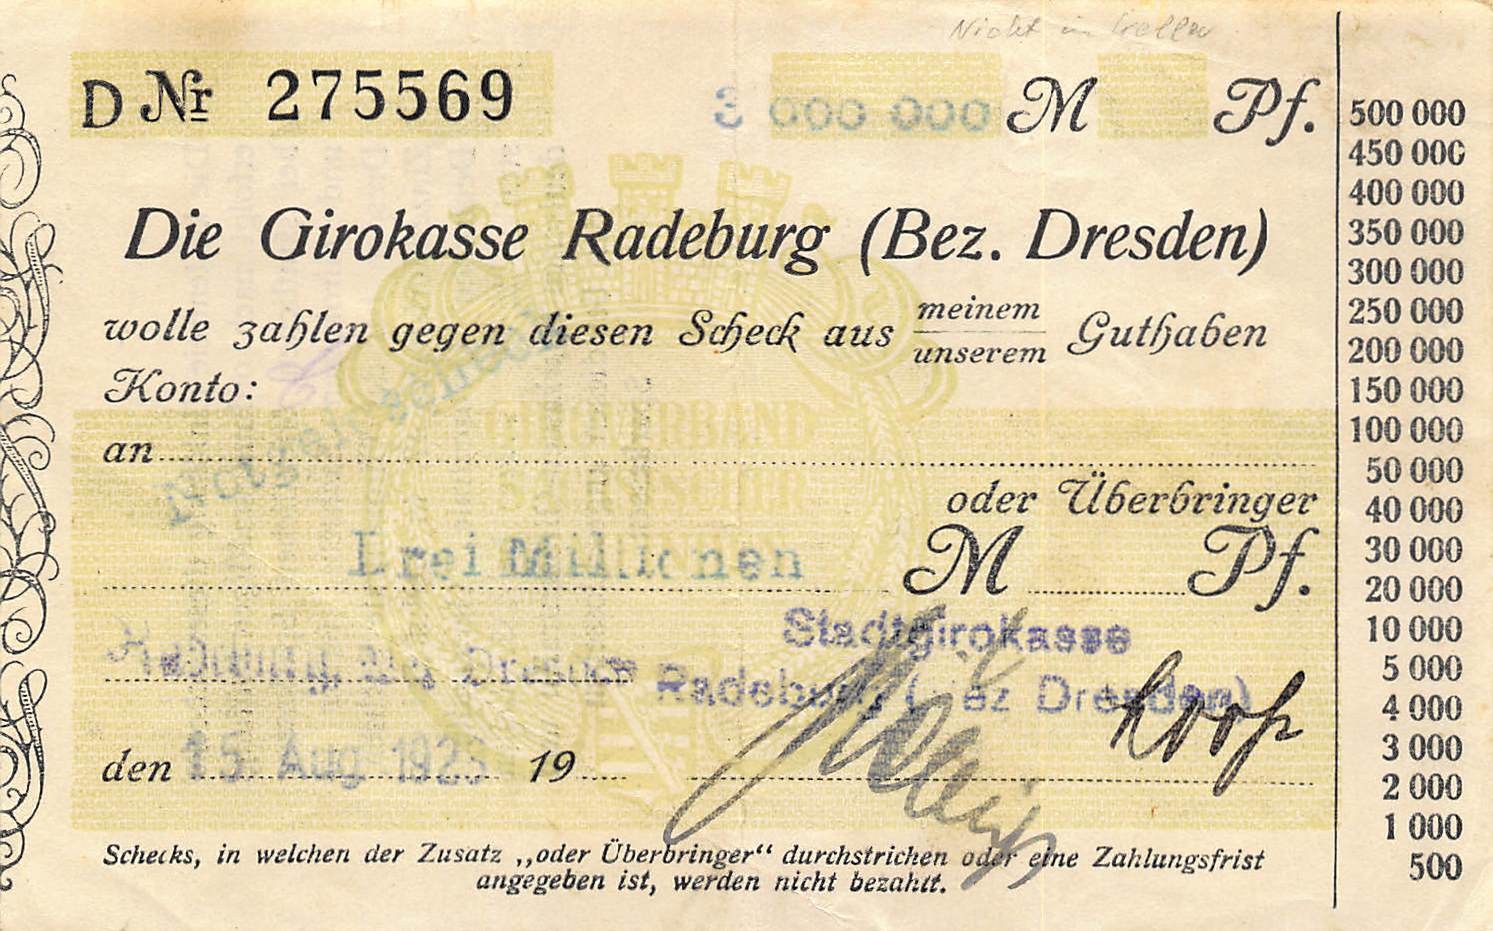 Nicht in Keller
D Nr 275569
3 000 000 M Pf.
Die Girokasse Radeburg (Bez. Dresden)
wolle zahlen gegen diesen Scheck aus meinem
unserem Guthaben
Konto:
an
oder Überbringer
Drei Millionen M Pf.
Stadtgirokasse
Radeburg (Bez Dresden)
den 15. Aug. 1923 19
Schecks, in welchen der Zusatz „oder Überbringer“ durchstrichen oder eine Zahlungsfrist
angegeben ist, werden nicht bezahlt.
500 000
450 000
400 000
350 000
300 000
250 000
200 000
150 000
100 000
50 000
40 000
30 000
20 000
10 000
5 000
4 000
3 000
2 000
1 000
500